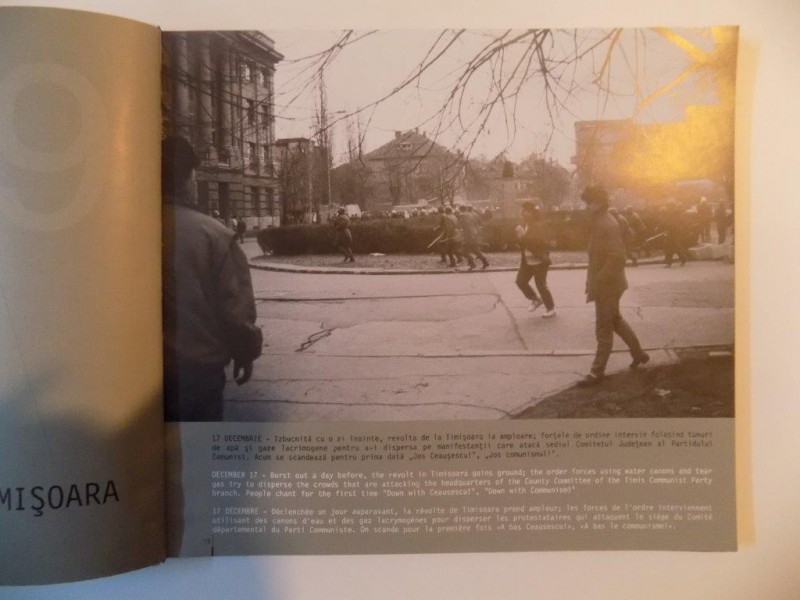 9
MIŞOARA
17 DECEMBRIE - Izbucnită cu o zi înainte, revolta de la Timişoara ia amploare; forţele de ordine intervin folosind tunuri
de apă şi gaze lacrimogene pentru a-i dispersa pe manifestanţii care atacă sediul Comitetului Judeţean al Partidului
Comunist. Acum se scandează pentru prima dată „Jos Ceauşescu!”, „Jos comunismul!”.
DECEMBER 17 - Burst out a day before, the revolt in Timisoara gains ground; the order forces using water canons and tear
gas try to disperse the crowds that are attacking the headquarters of the County Committee of the Timis Communist Party
branch. People chant for the first time "Down with Ceausescu!", "Down with Communism!"
17 DECEMBRE - Déclenchée un jour auparavant, la révolte de Timisoara prend ampleur; les forces de l'ordre interviennent
utilisant des canons d'eau et des gaz lacrymogènes pour disperser les protestataires qui attaquent le siège du Comité
départemental du Parti Communiste. On scande pour la première fois «A bas Ceausescu!», «A bas le communisme!».